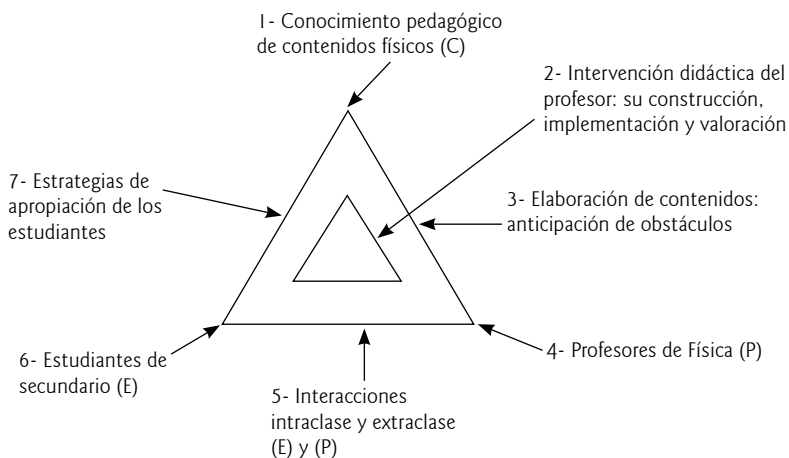 1- Conocimiento pedagógico
de contenidos físicos (C)
2- Intervención didáctica del
profesor: su construcción,
implementación y valoración
3- Elaboración de contenidos:
anticipación de obstáculos
4- Profesores de Física (P)
5- Interacciones
intraclase y extraclase
(E) y (P)
6- Estudiantes de
secundario (E)
7- Estrategias de
apropiación de los
estudiantes